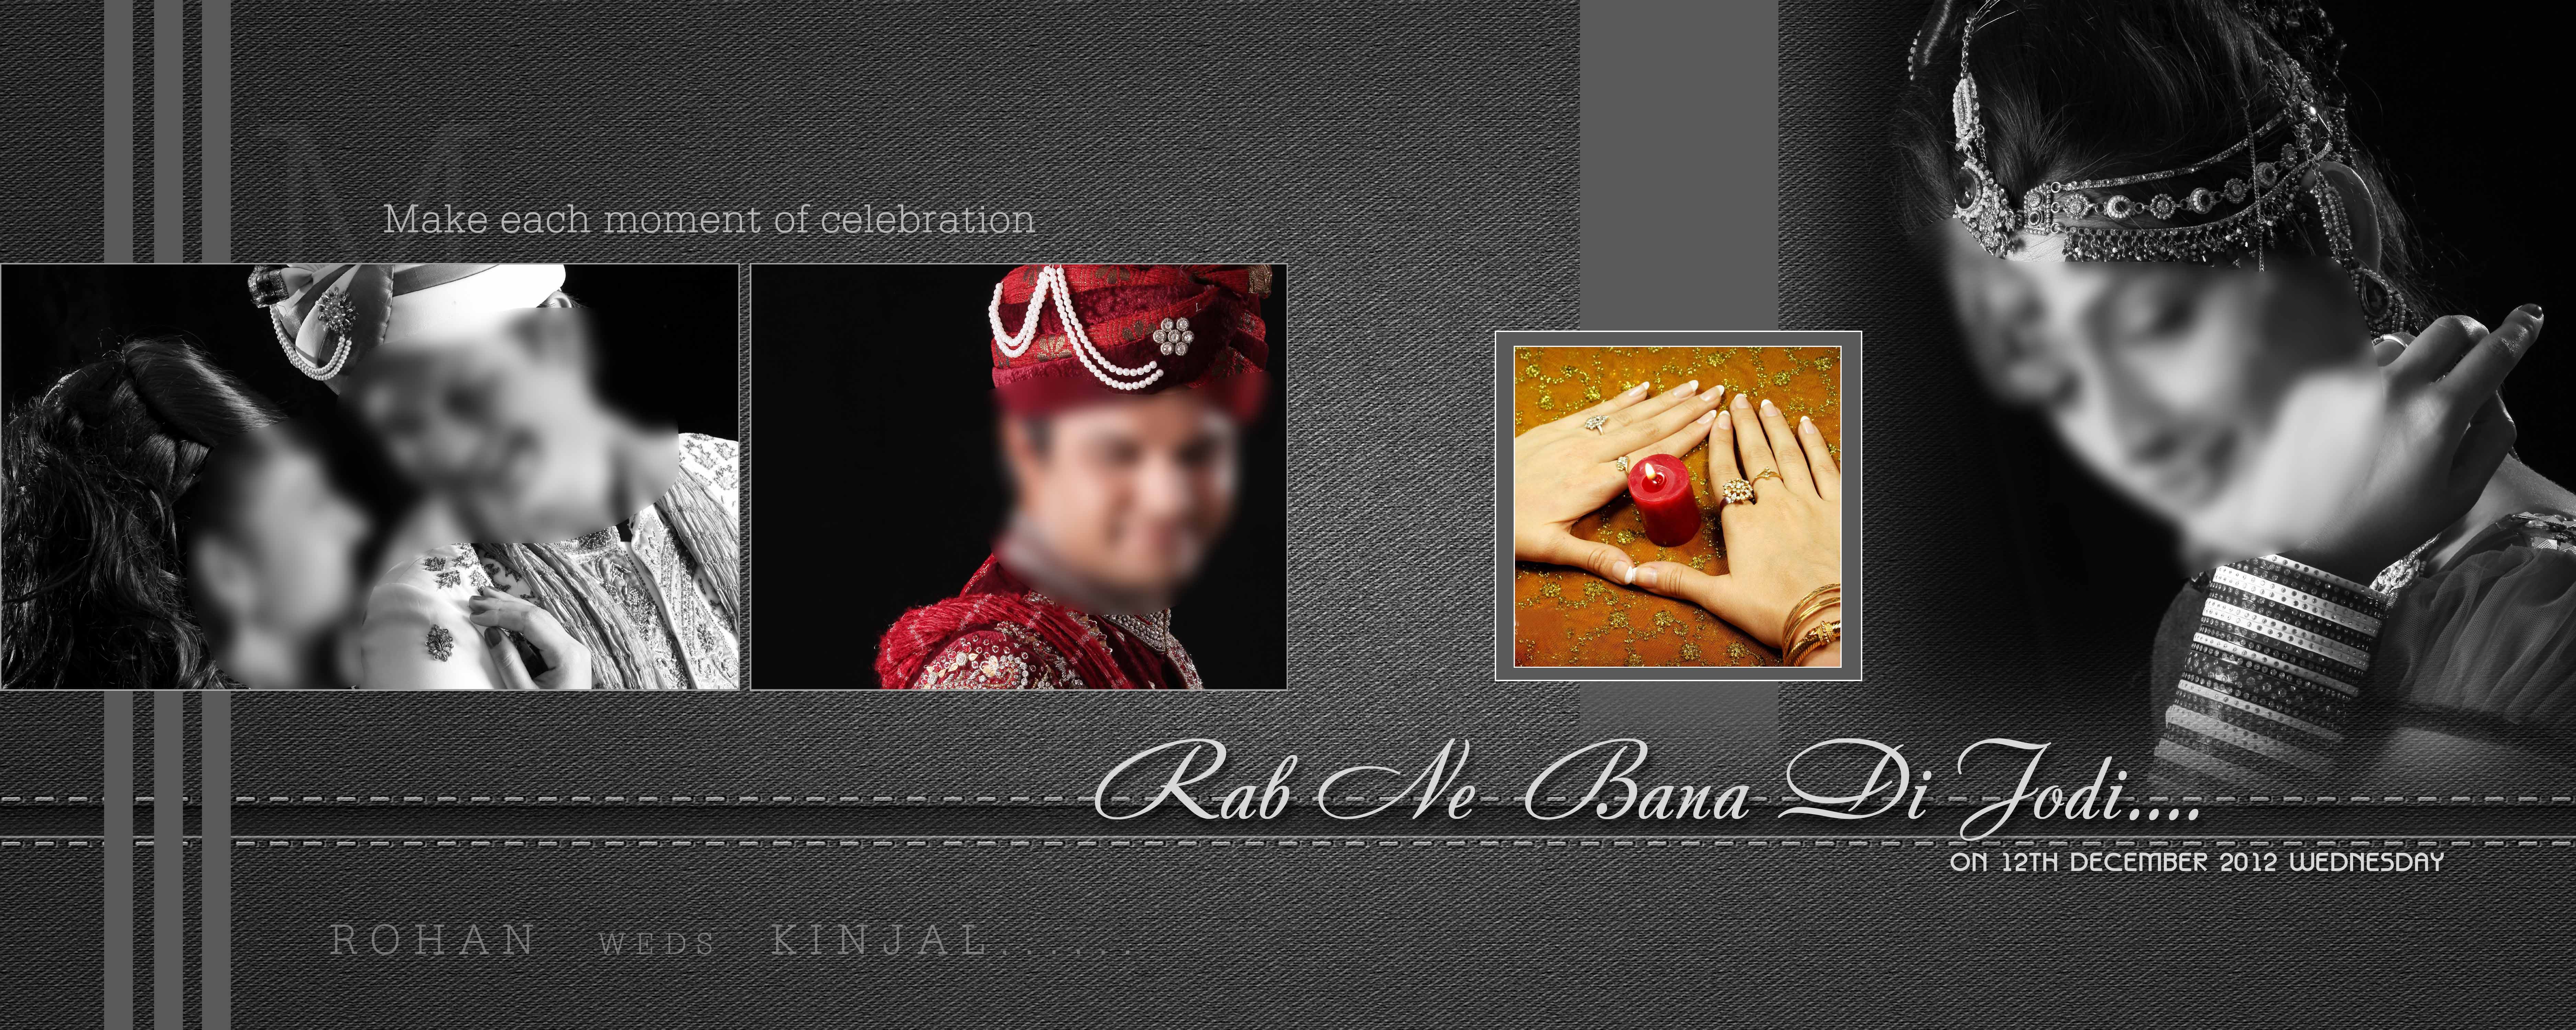 M
Make each moment of celebration
Rab Ne Bana Di Jodi....
ON 12TH DECEMBER 2012 WEDNESDAY
ROHAN WEDS KINJAL......